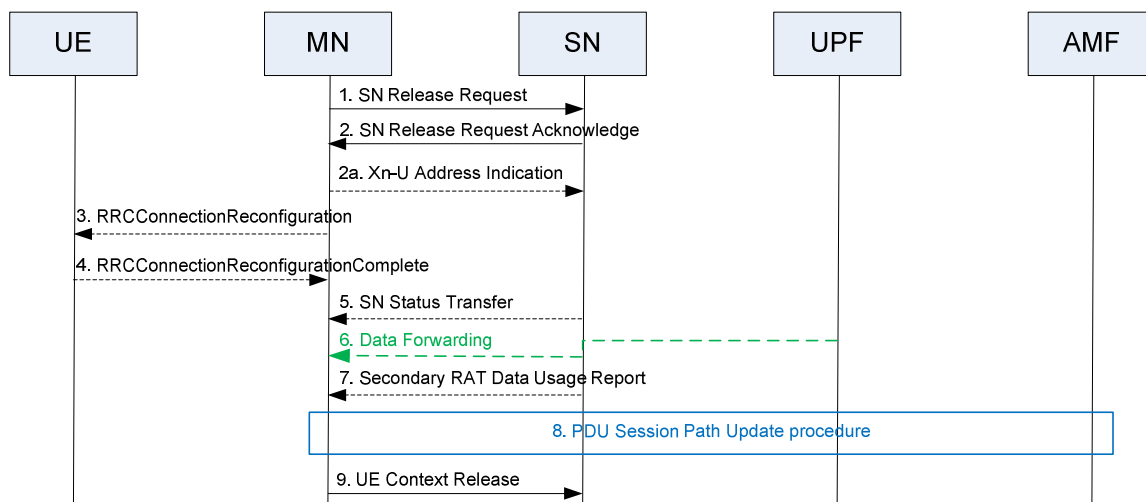 UE
MN
SN
UPF
AMF
1. SN Release Request
2. SN Release Request Acknowledge
2a. Xn-U Address Indication
3. RRCConnectionReconfiguration
4. RRCConnectionReconfigurationComplete
5. SN Status Transfer
6. Data Forwarding
7. Secondary RAT Data Usage Report
8. PDU Session Path Update procedure
9. UE Context Release